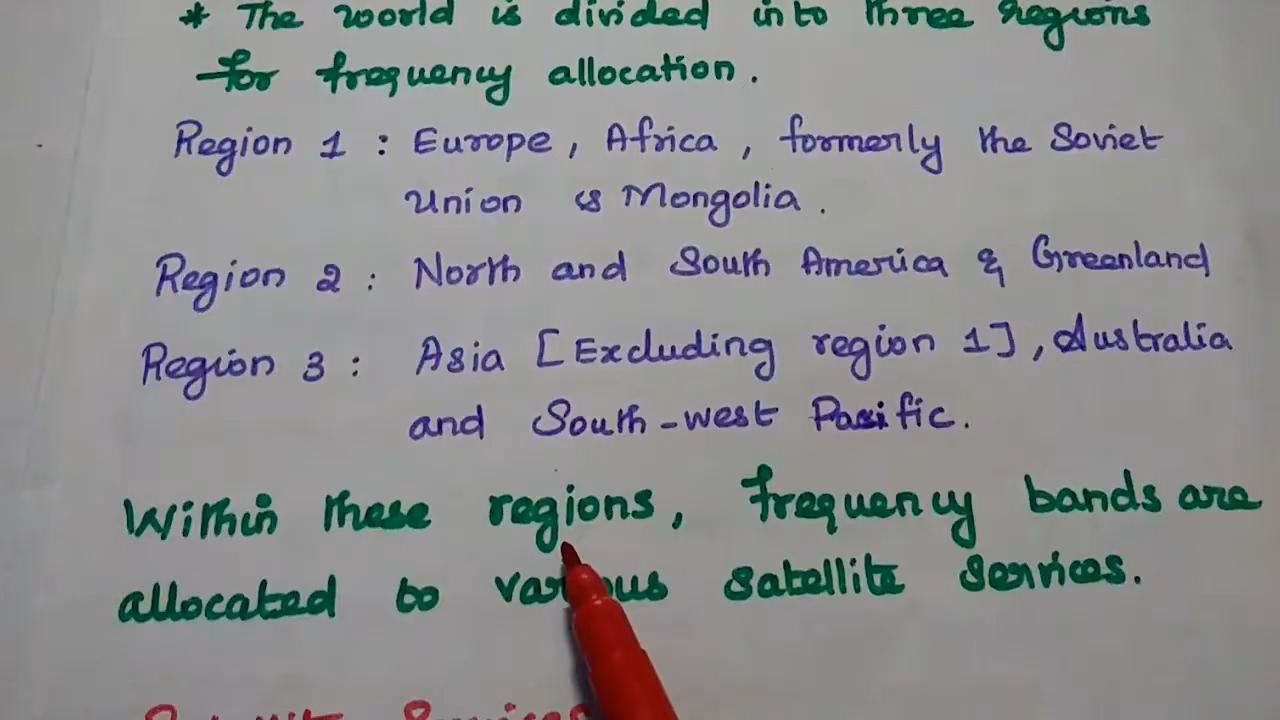 * The world is divided into three regions
for frequency allocation.
Region 1 : Europe, Africa, formerly the Soviet
Union & Mongolia.
Region 2 : North and South America & Greenland
Region 3 : Asia [Excluding region 1], Australia
and South-west Pacific.
Within these regions, frequency bands are
allocated to various satellite services.
Satellite Services